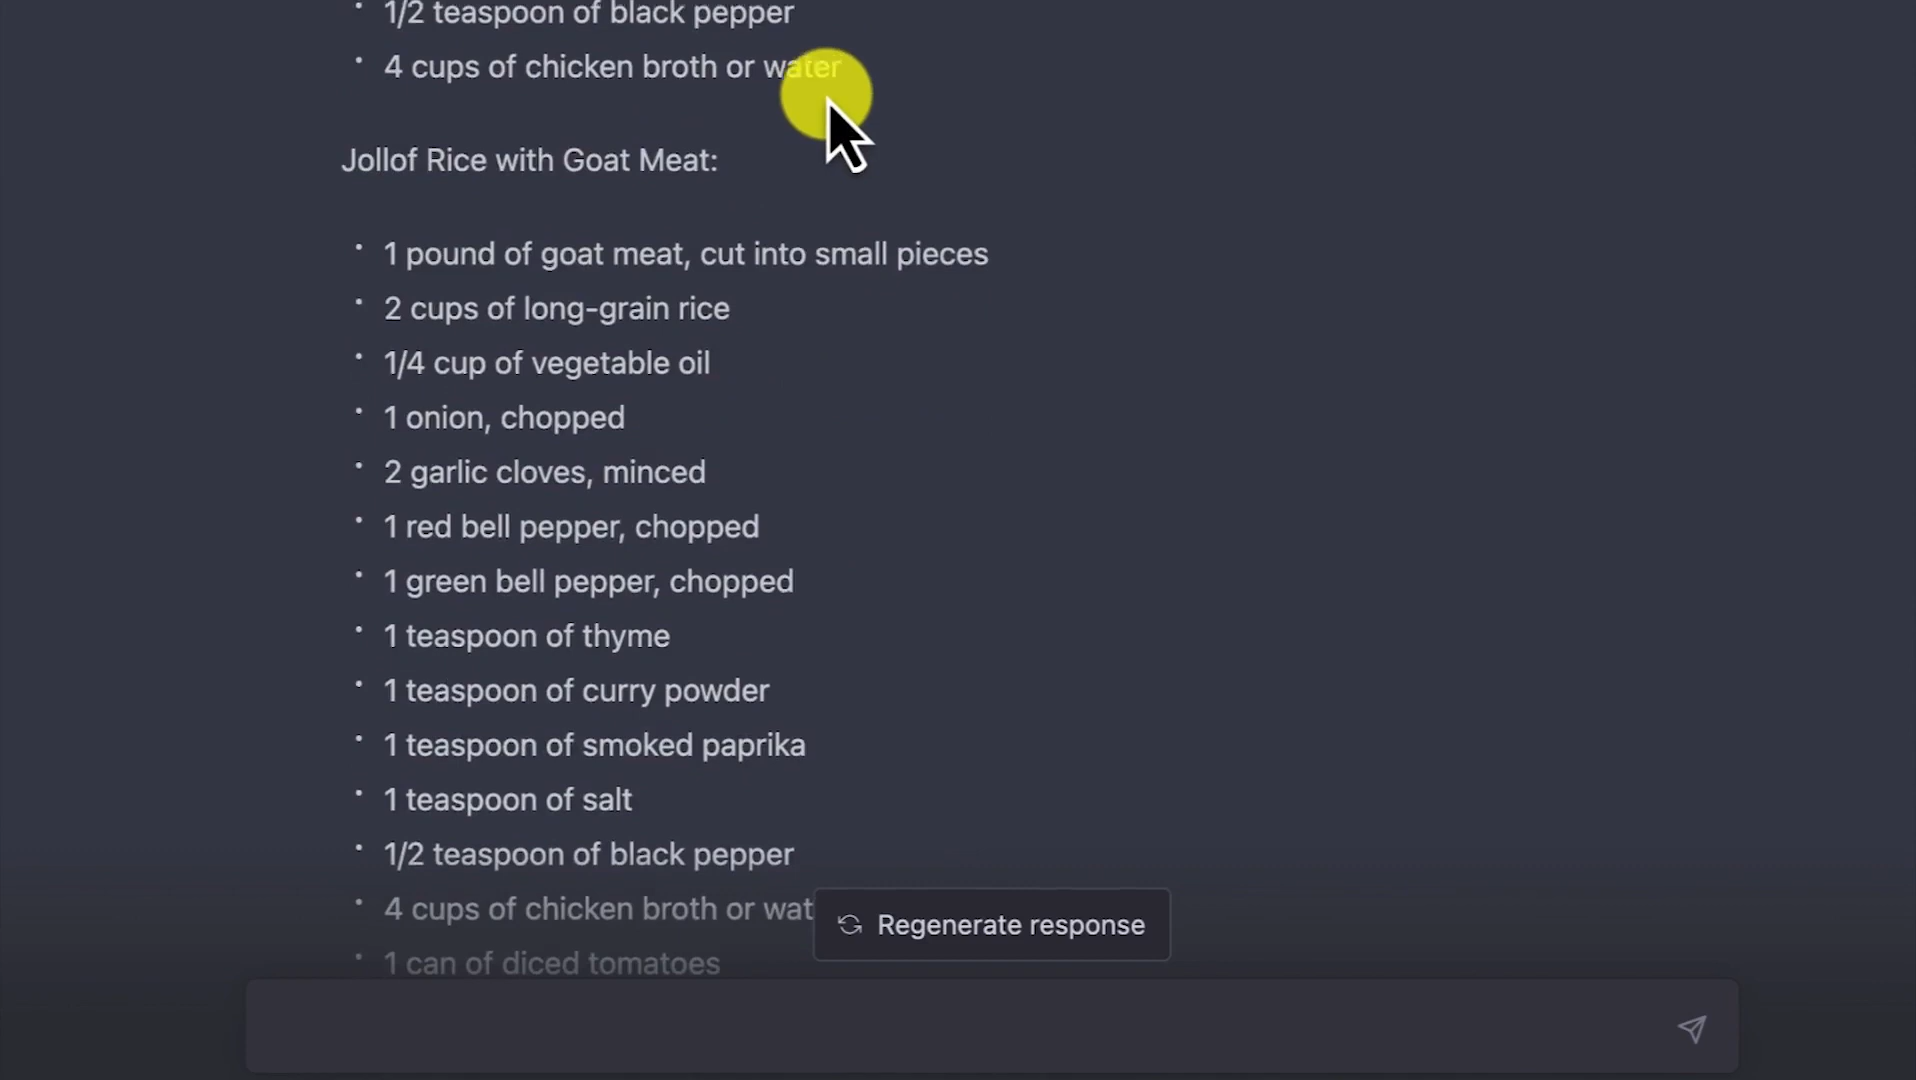 1/2 teaspoon of black pepper
4 cups of chicken broth or water
Jollof Rice with Goat Meat:
1 pound of goat meat, cut into small pieces
2 cups of long-grain rice
1/4 cup of vegetable oil
1 onion, chopped
2 garlic cloves, minced
1 red bell pepper, chopped
1 green bell pepper, chopped
1 teaspoon of thyme
1 teaspoon of curry powder
1 teaspoon of smoked paprika
1 teaspoon of salt
1/2 teaspoon of black pepper
4 cups of chicken broth or wat
Regenerate response
1 can of diced tomatoes